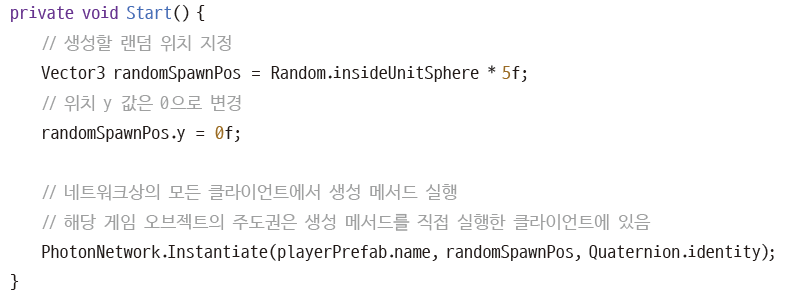 private void Start() {
// 생성할 랜덤 위치 지정
Vector3 randomSpawnPos = Random.insideUnitSphere * 5f;
// 위치 y 값은 0으로 변경
randomSpawnPos.y = 0f;
// 네트워크상의 모든 클라이언트에서 생성 메서드 실행
// 해당 게임 오브젝트의 주도권은 생성 메서드를 직접 실행한 클라이언트에 있음
PhotonNetwork.Instantiate(playerPrefab.name, randomSpawnPos, Quaternion.identity);
}